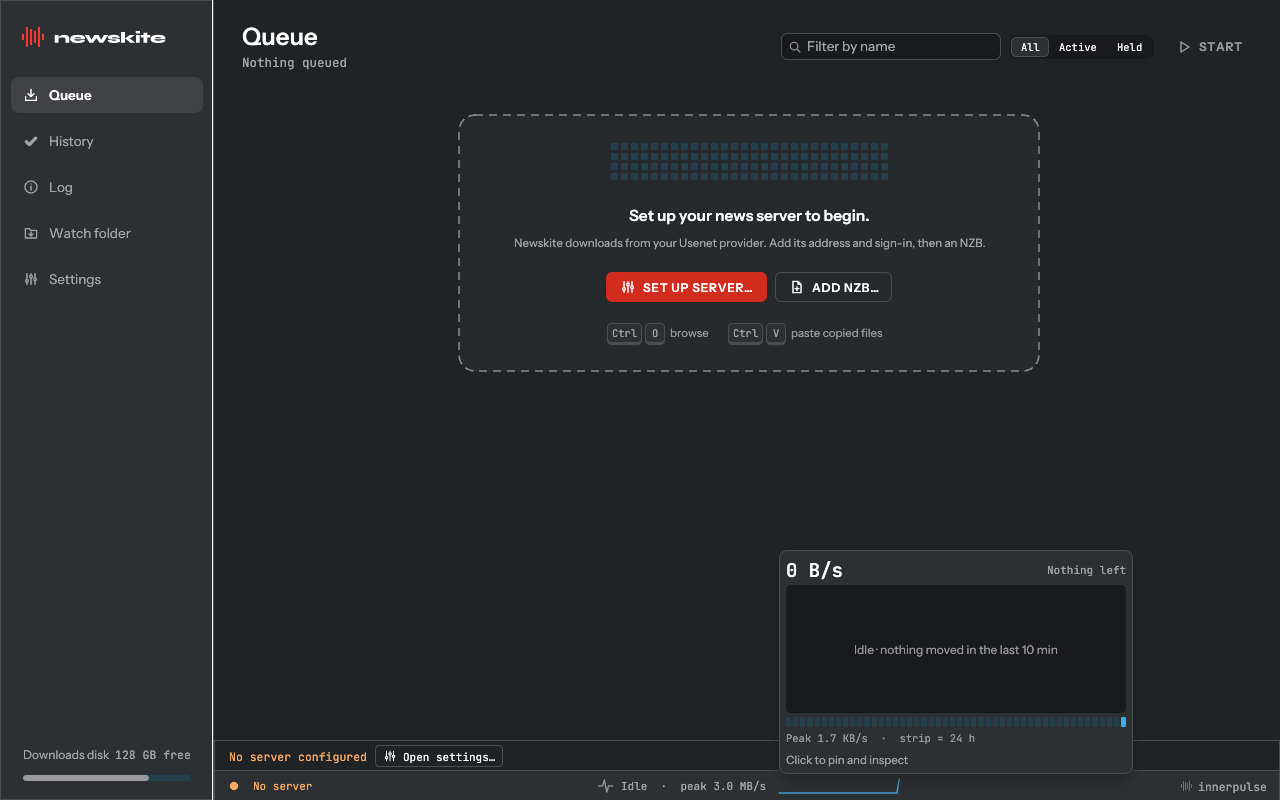 newskite
Queue
History
Log
Watch folder
Settings
Downloads disk 128 GB free
Queue
Nothing queued
Filter by name
All Active Held
START
Set up your news server to begin.
Newskite downloads from your Usenet provider. Add its address and sign-in, then an NZB.
SET UP SERVER… ADD NZB…
Ctrl O browse Ctrl V paste copied files
0 B/s Nothing left
Idle · nothing moved in the last 10 min
Peak 1.7 KB/s · strip = 24 h
Click to pin and inspect
No server configured Open settings…
No server Idle · peak 3.0 MB/s innerpulse